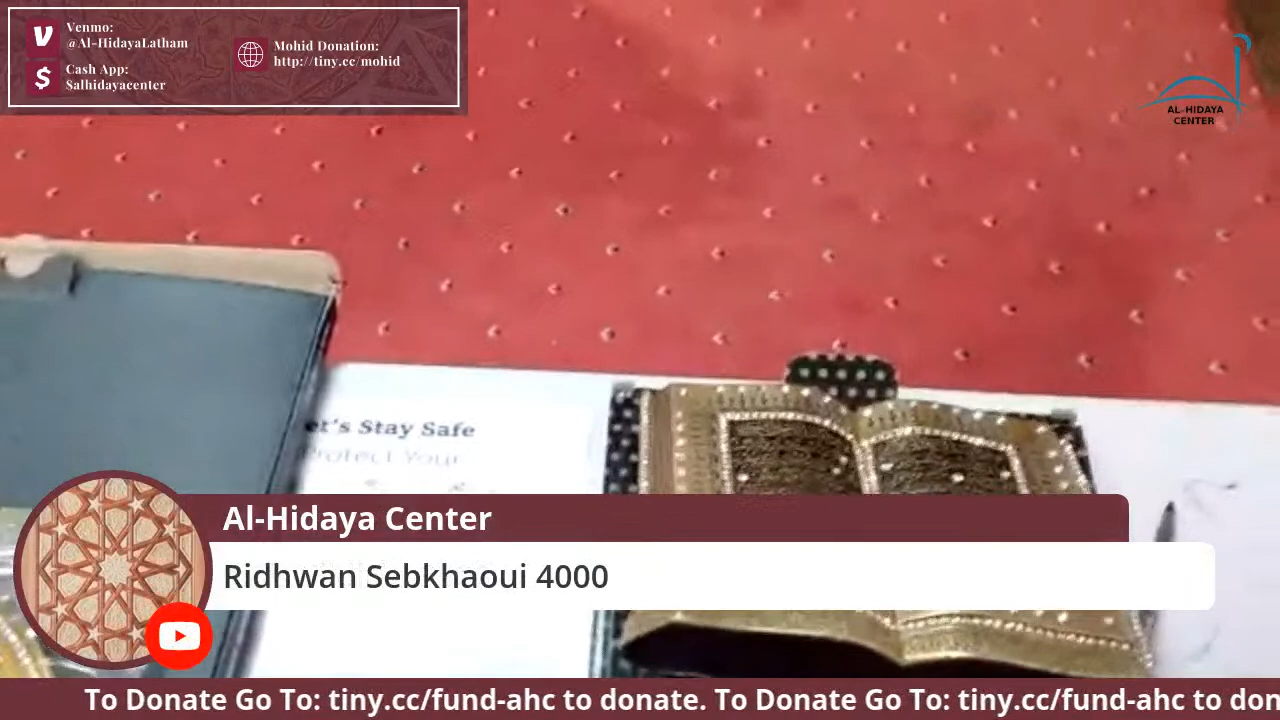 Venmo:
@Al-HidayaLatham
Cash App:
$alhidayacenter
Mohid Donation:
http://tiny.cc/mohid
AL-HIDAYA
CENTER
Stay Safe
Protect Your
Al-Hidaya Center
Ridhwan Sebkhaoui 4000
To Donate Go To: tiny.cc/fund-ahc to donate. To Donate Go To: tiny.cc/fund-ahc to don